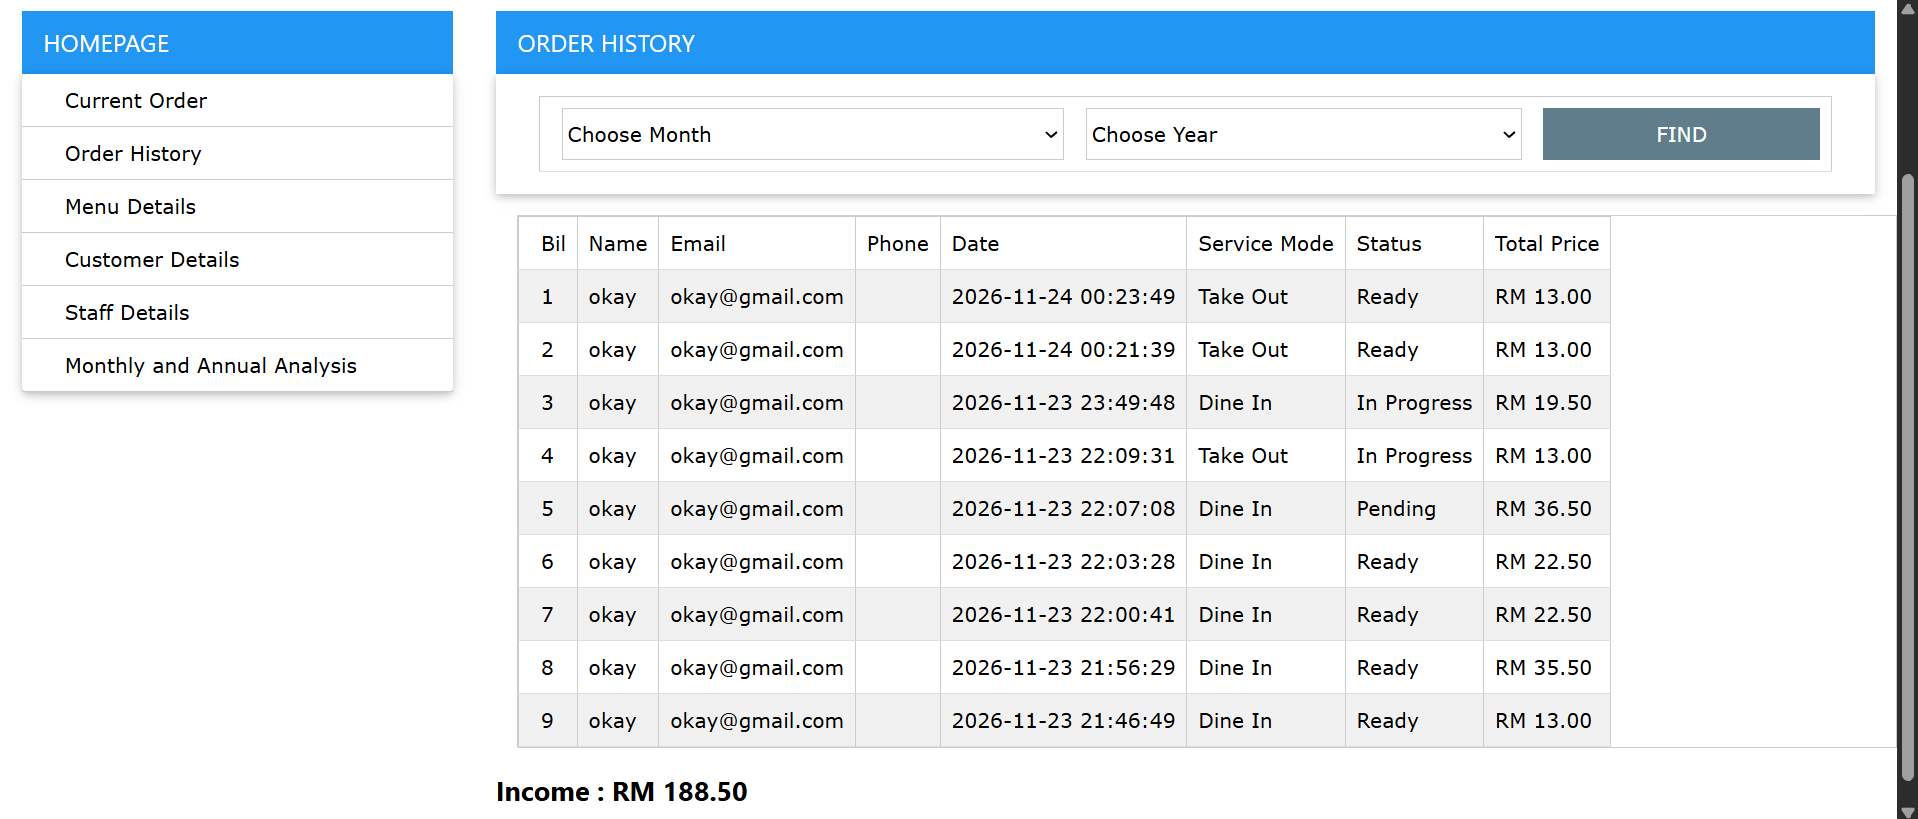 HOMEPAGE
Current Order
Order History
Menu Details
Customer Details
Staff Details
Monthly and Annual Analysis
ORDER HISTORY
Choose Month Choose Year FIND
Bil Name Email Phone Date Service Mode Status Total Price
1 okay okay@gmail.com 2026-11-24 00:23:49 Take Out Ready RM 13.00
2 okay okay@gmail.com 2026-11-24 00:21:39 Take Out Ready RM 13.00
3 okay okay@gmail.com 2026-11-23 23:49:48 Dine In In Progress RM 19.50
4 okay okay@gmail.com 2026-11-23 22:09:31 Take Out In Progress RM 13.00
5 okay okay@gmail.com 2026-11-23 22:07:08 Dine In Pending RM 36.50
6 okay okay@gmail.com 2026-11-23 22:03:28 Dine In Ready RM 22.50
7 okay okay@gmail.com 2026-11-23 22:00:41 Dine In Ready RM 22.50
8 okay okay@gmail.com 2026-11-23 21:56:29 Dine In Ready RM 35.50
9 okay okay@gmail.com 2026-11-23 21:46:49 Dine In Ready RM 13.00
Income : RM 188.50